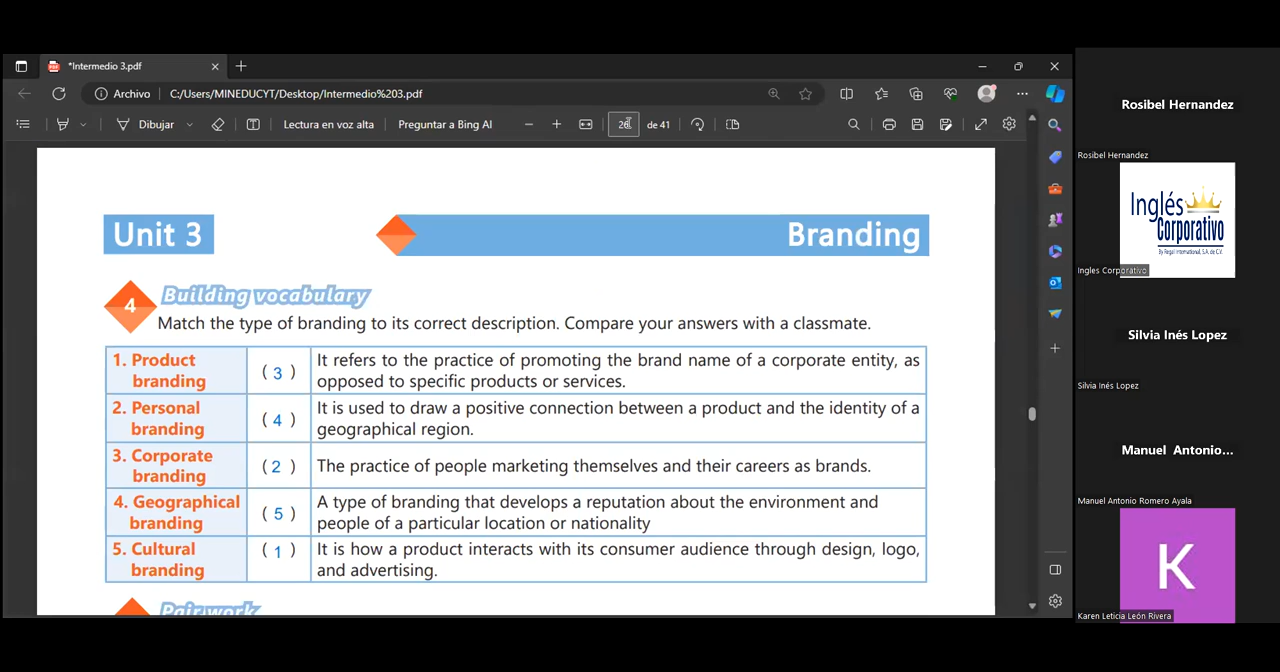 *Intermedio 3.pdf
Archivo
C:/Users/MINEDUCYT/Desktop/Intermedio%203.pdf
Dibujar
Lectura en voz alta
Preguntar a Bing AI
26
de 41
Unit 3
Branding
4
Building vocabulary
Match the type of branding to its correct description. Compare your answers with a classmate.
1. Product branding
( 3 )
It refers to the practice of promoting the brand name of a corporate entity, as
opposed to specific products or services.
2. Personal branding
( 4 )
It is used to draw a positive connection between a product and the identity of a
geographical region.
3. Corporate branding
( 2 )
The practice of people marketing themselves and their careers as brands.
4. Geographical branding
( 5 )
A type of branding that develops a reputation about the environment and
people of a particular location or nationality
5. Cultural branding
( 1 )
It is how a product interacts with its consumer audience through design, logo,
and advertising.
Pair work
Rosibel Hernandez
Rosibel Hernandez
Inglés
Corporativo
By Regal International, S.A. de C.V.
Ingles Corporativo
Silvia Inés Lopez
Silvia Inés Lopez
Manuel Antonio...
Manuel Antonio Romero Ayala
K
Karen Leticia León Rivera